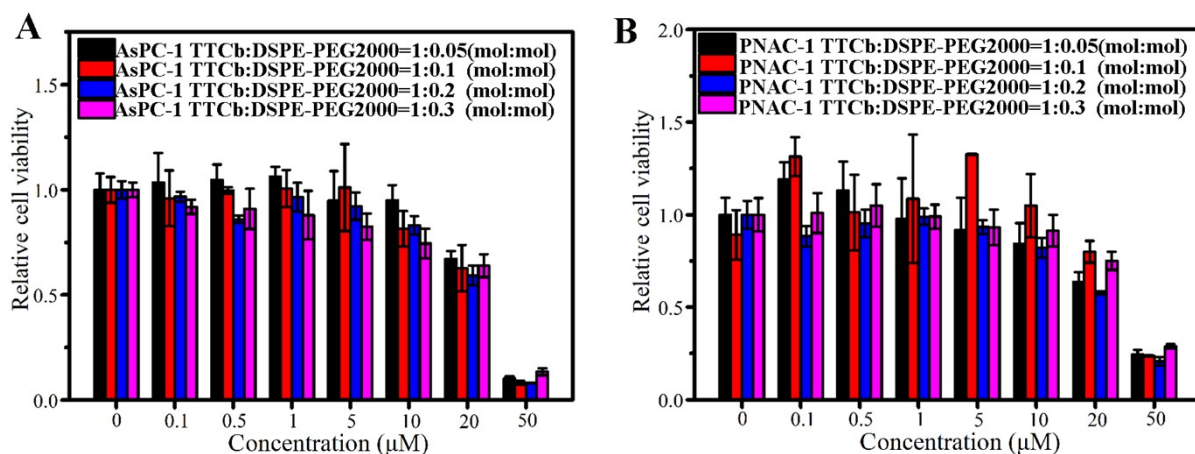 A
AsPC-1 TTCb:DSPE-PEG2000=1:0.05(mol:mol)
AsPC-1 TTCb:DSPE-PEG2000=1:0.1 (mol:mol)
AsPC-1 TTCb:DSPE-PEG2000=1:0.2 (mol:mol)
AsPC-1 TTCb:DSPE-PEG2000=1:0.3 (mol:mol)
Relative cell viability
1.5
1.0
0.5
0.0
0 0.1 0.5 1 5 10 20 50
Concentration (μM)
B
PNAC-1 TTCb:DSPE-PEG2000=1:0.05(mol:mol)
PNAC-1 TTCb:DSPE-PEG2000=1:0.1 (mol:mol)
PNAC-1 TTCb:DSPE-PEG2000=1:0.2 (mol:mol)
PNAC-1 TTCb:DSPE-PEG2000=1:0.3 (mol:mol)
Relative cell viability
2.0
1.5
1.0
0.5
0.0
0 0.1 0.5 1 5 10 20 50
Concentration (μM)